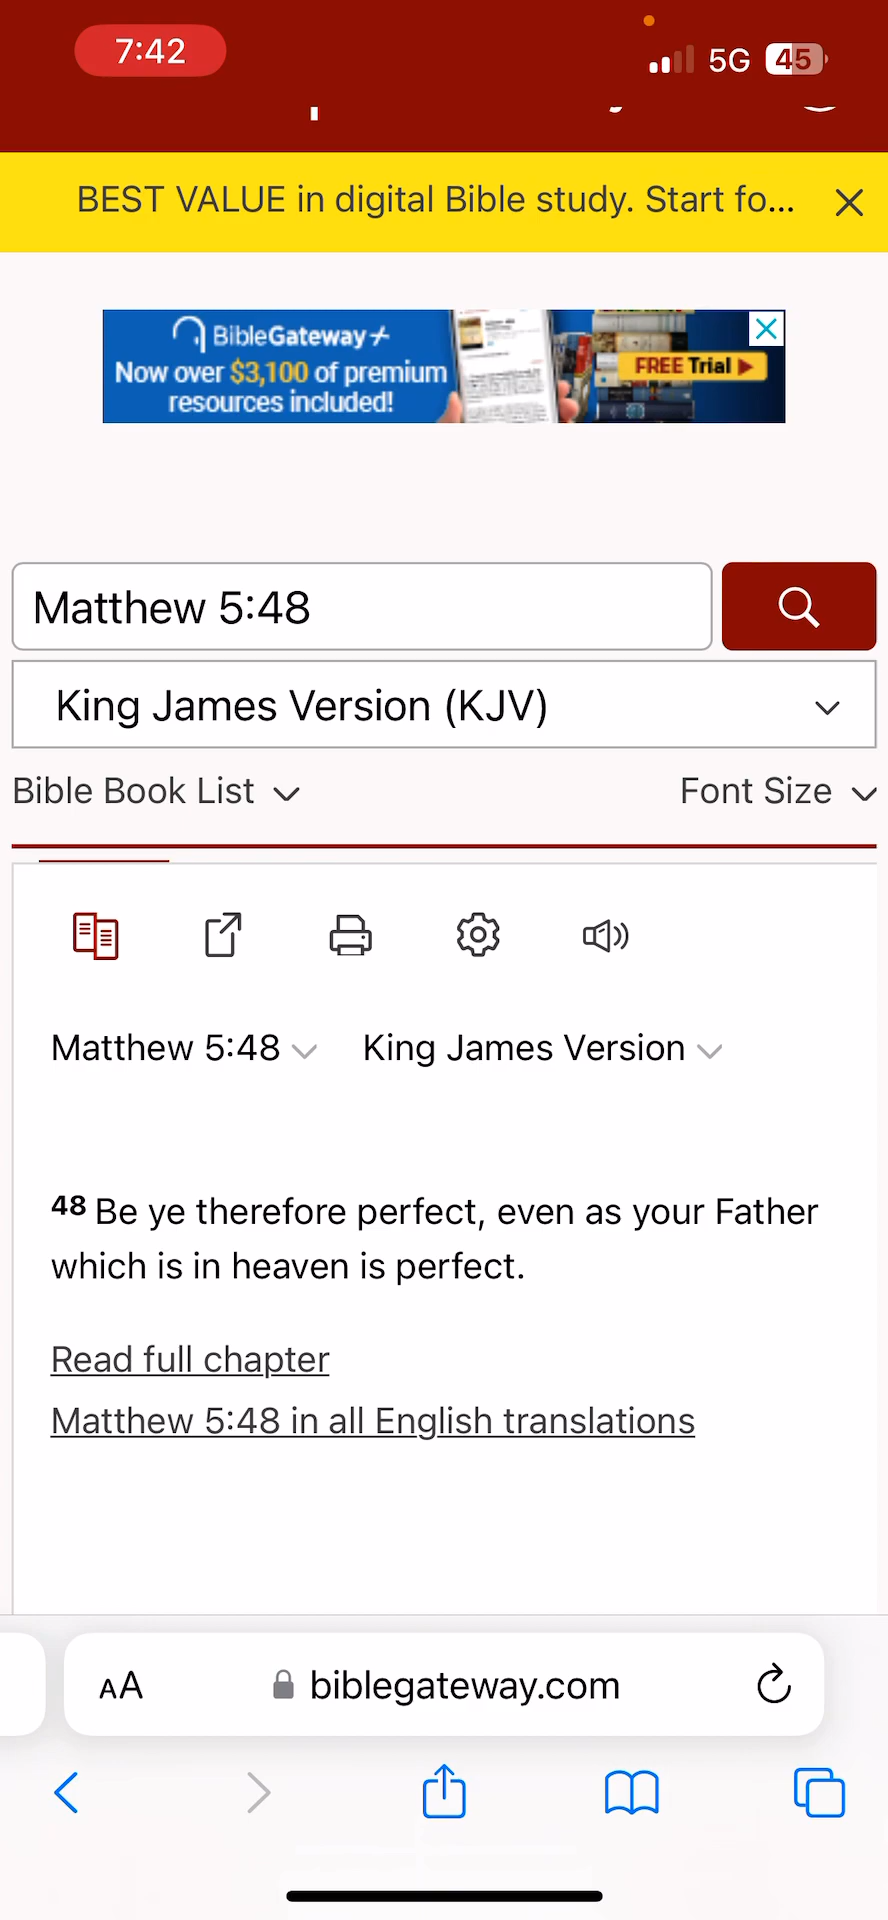 7:42
5G 45
BEST VALUE in digital Bible study. Start fo...
BibleGateway+
Now over $3,100 of premium
resources included!
FREE Trial
Matthew 5:48
King James Version (KJV)
Bible Book List Font Size
Matthew 5:48 King James Version
48 Be ye therefore perfect, even as your Father
which is in heaven is perfect.
Read full chapter
Matthew 5:48 in all English translations
AA biblegateway.com